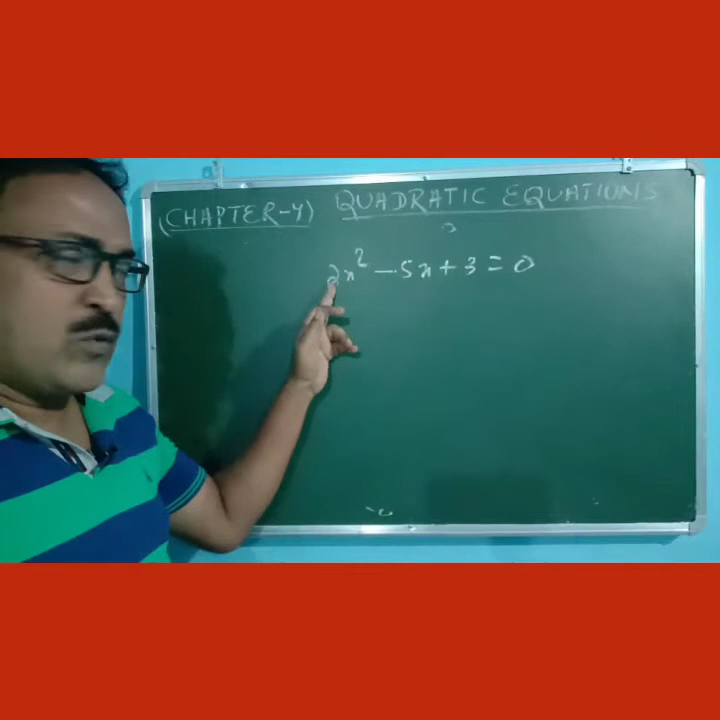 (CHAPTER-4) QUADRATIC EQUATIONS
2x² - 5x + 3 = 0